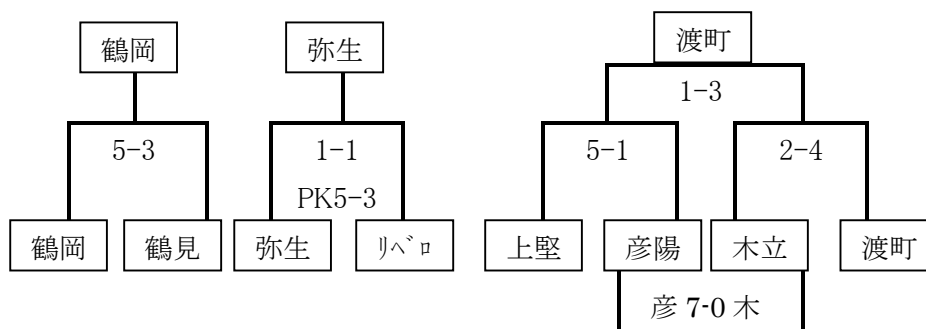 鶴岡 弥生 渡町
1-3
5-3 1-1 5-1 2-4
PK5-3
鶴岡 鶴見 弥生 ﾘﾍﾞﾛ 上堅 彦陽 木立 渡町
彦 7-0 木